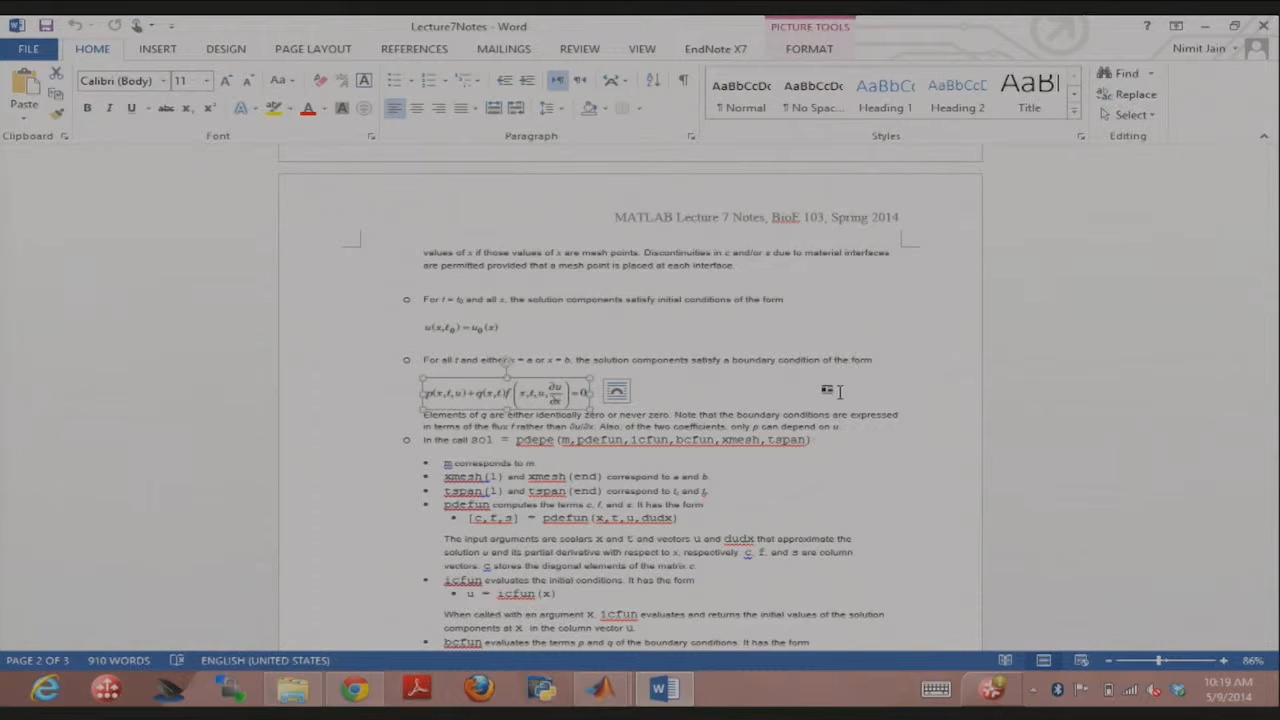 Lecture7Notes - Word
PICTURE TOOLS
FILE HOME INSERT DESIGN PAGE LAYOUT REFERENCES MAILINGS REVIEW VIEW EndNote X7 FORMAT Nimit Jain
Calibri (Body) 11
Paste
B I U abc
AaBbCcDc AaBbCcDc AaBbC( AaBbCcD AaBI
¶ Normal ¶ No Spac... Heading 1 Heading 2 Title
Find
Replace
Select
Clipboard Font Paragraph Styles Editing
MATLAB Lecture 7 Notes, BioE 103, Spring 2014
values of x if those values of x are mesh points. Discontinuities in c and/or s due to material interfaces
are permitted provided that a mesh point is placed at each interface.
For t = t0 and all x, the solution components satisfy initial conditions of the form
u(x,t0) = u0(x)
For all t and either x = a or x = b, the solution components satisfy a boundary condition of the form
p(x,t,u)+q(x,t)f(x,t,u,∂u/∂x)=0
Elements of q are either identically zero or never zero. Note that the boundary conditions are expressed
in terms of the flux f rather than ∂u/∂x. Also, of the two coefficients, only p can depend on u.
In the call sol = pdepe(m,pdefun,icfun,bcfun,xmesh,tspan)
m corresponds to m.
xmesh(1) and xmesh(end) correspond to a and b.
tspan(1) and tspan(end) correspond to t0 and tf.
pdefun computes the terms c, f, and s. It has the form
[c,f,s] = pdefun(x,t,u,dudx)
The input arguments are scalars x and t and vectors u and dudx that approximate the
solution u and its partial derivative with respect to x, respectively. c, f, and s are column
vectors. c stores the diagonal elements of the matrix c.
icfun evaluates the initial conditions. It has the form
u = icfun(x)
When called with an argument x, icfun evaluates and returns the initial values of the solution
components at x in the column vector u.
bcfun evaluates the terms p and q of the boundary conditions. It has the form
PAGE 2 OF 3 910 WORDS ENGLISH (UNITED STATES) 86%
10:19 AM
5/9/2014